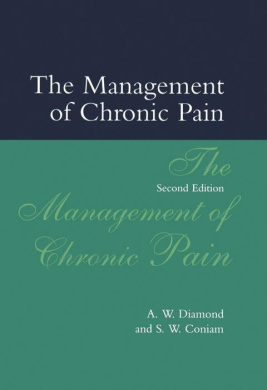 The Management
of Chronic Pain
The
Second Edition
Management of
Chronic Pain
A. W. Diamond
and S. W. Coniam